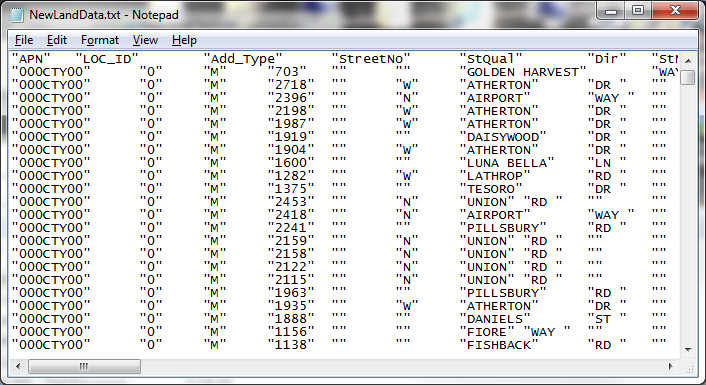 NewLandData.txt - Notepad
File Edit Format View Help
"APN" "LOC_ID" "Add_Type" "StreetNo" "StQual" "Dir"
"000CTY00" "0" "M" "703" "" "" "GOLDEN HARVEST" "WAY
"000CTY00" "0" "M" "2718" "" "W" "ATHERTON" "DR " ""
"000CTY00" "0" "M" "2396" "" "N" "AIRPORT" "WAY " ""
"000CTY00" "0" "M" "2198" "" "W" "ATHERTON" "DR " ""
"000CTY00" "0" "M" "1987" "" "W" "ATHERTON" "DR " ""
"000CTY00" "0" "M" "1919" "" "" "DAISYWOOD" "DR " ""
"000CTY00" "0" "M" "1904" "" "W" "ATHERTON" "DR " ""
"000CTY00" "0" "M" "1600" "" "" "LUNA BELLA" "LN " ""
"000CTY00" "0" "M" "1282" "" "W" "LATHROP" "RD " ""
"000CTY00" "0" "M" "1375" "" "" "TESORO" "DR " ""
"000CTY00" "0" "M" "2453" "" "N" "UNION" "RD " "" ""
"000CTY00" "0" "M" "2418" "" "N" "AIRPORT" "WAY " ""
"000CTY00" "0" "M" "2241" "" "" "PILLSBURY" "RD " ""
"000CTY00" "0" "M" "2159" "" "N" "UNION" "RD " "" ""
"000CTY00" "0" "M" "2158" "" "N" "UNION" "RD " "" ""
"000CTY00" "0" "M" "2122" "" "N" "UNION" "RD " "" ""
"000CTY00" "0" "M" "2115" "" "N" "UNION" "RD " "" ""
"000CTY00" "0" "M" "1963" "" "" "PILLSBURY" "RD " ""
"000CTY00" "0" "M" "1935" "" "W" "ATHERTON" "DR " ""
"000CTY00" "0" "M" "1888" "" "" "DANIELS" "ST " ""
"000CTY00" "0" "M" "1156" "" "" "FIORE" "WAY " "" ""
"000CTY00" "0" "M" "1138" "" "" "FISHBACK" "RD " ""